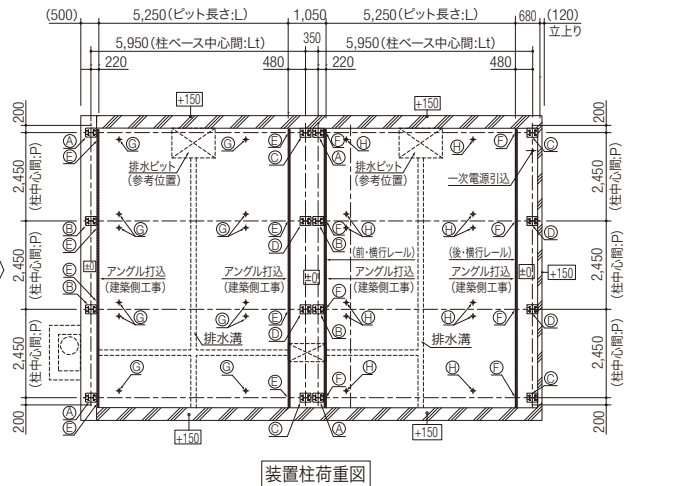 (500) 5,250(ピット長さ:L) 1,050 5,250(ピット長さ:L) 680 (120)
立上り
5,950(柱ベース中心間:Lt) 350 5,950(柱ベース中心間:Lt)
220 480 220 480
+150 +150
200 200
Ⓐ Ⓔ Ⓖ Ⓖ Ⓔ Ⓒ Ⓕ Ⓐ Ⓗ Ⓗ Ⓕ Ⓒ
排水ピット
(参考位置)
排水ピット
(参考位置)
一次電源引込
2,450
(柱中心間:P)
2,450
(柱中心間:P)
Ⓑ Ⓔ Ⓖ Ⓖ Ⓔ Ⓓ Ⓕ Ⓑ Ⓗ Ⓗ Ⓕ Ⓓ
(前・横行レール) (後・横行レール)
±0 ±0 ±0 +150
アングル打込
(建築側工事)
アングル打込
(建築側工事)
アングル打込
(建築側工事)
アングル打込
(建築側工事)
2,450
(柱中心間:P)
2,450
(柱中心間:P)
Ⓔ Ⓑ Ⓖ Ⓖ Ⓔ Ⓓ Ⓕ Ⓑ Ⓗ Ⓗ Ⓕ Ⓓ
排水溝 排水溝
2,450
(柱中心間:P)
2,450
(柱中心間:P)
Ⓖ Ⓖ Ⓔ Ⓕ Ⓗ Ⓗ Ⓕ Ⓒ
200 200
Ⓐ Ⓔ Ⓒ Ⓐ
+150 +150
装置柱荷重図